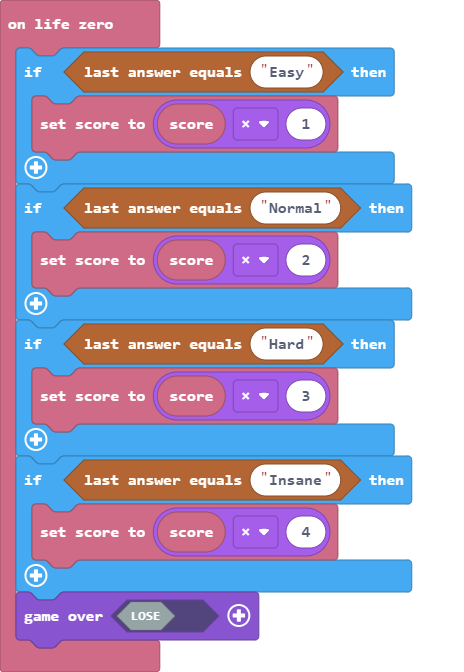 on life zero
if last answer equals "Easy" then
set score to score × 1
if last answer equals "Normal" then
set score to score × 2
if last answer equals "Hard" then
set score to score × 3
if last answer equals "Insane" then
set score to score × 4
game over LOSE